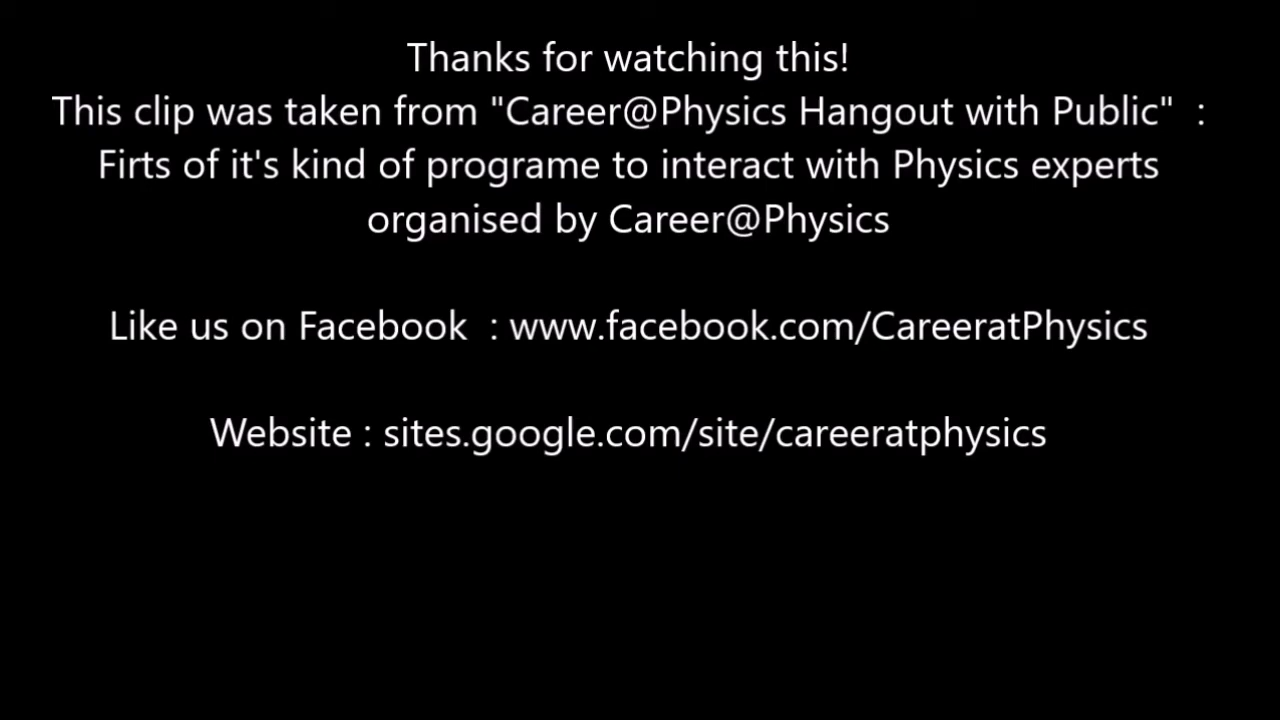 Thanks for watching this!
This clip was taken from "Career@Physics Hangout with Public"  :
Firts of it's kind of programe to interact with Physics experts
organised by Career@Physics
Like us on Facebook  : www.facebook.com/CareeratPhysics
Website : sites.google.com/site/careeratphysics